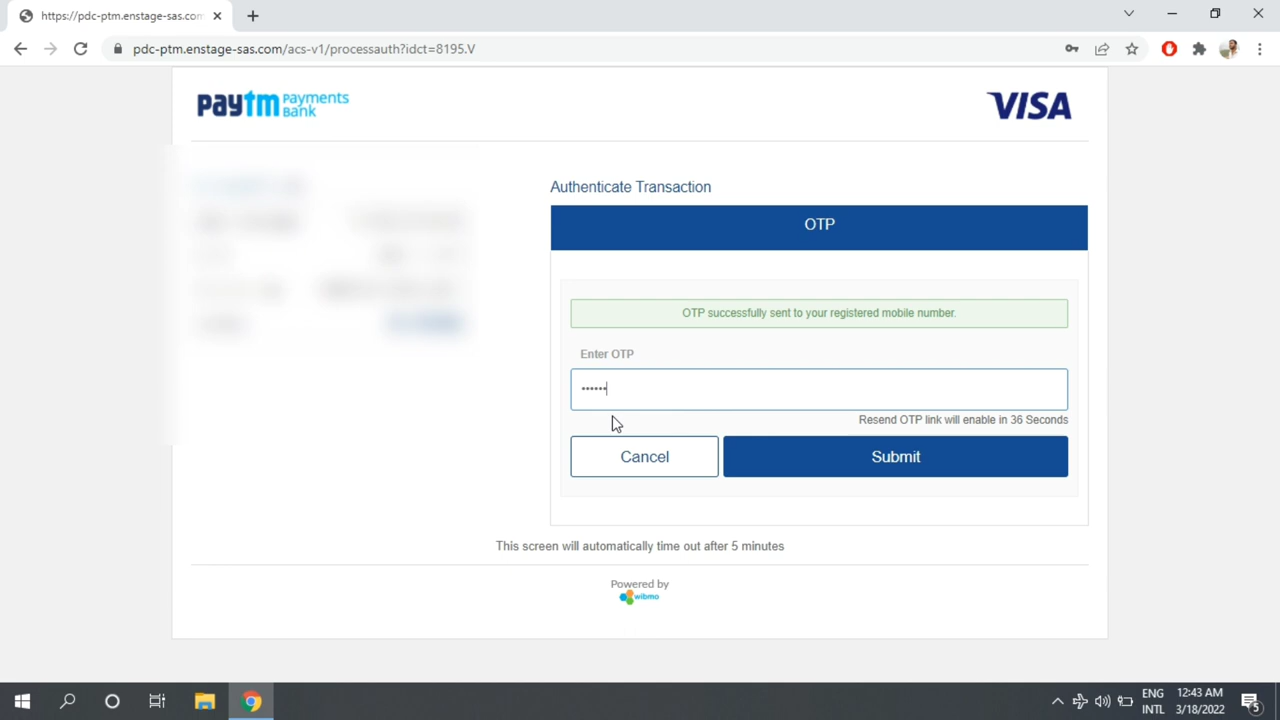 https://pdc-ptm.enstage-sas.com
pdc-ptm.enstage-sas.com/acs-v1/processauth?idct=8195.V
paytm Payments Bank
VISA
Authenticate Transaction
OTP
OTP successfully sent to your registered mobile number.
Enter OTP
••••••
Resend OTP link will enable in 36 Seconds
Cancel
Submit
This screen will automatically time out after 5 minutes
Powered by
wibmo
ENG
INTL
12:43 AM
3/18/2022
5